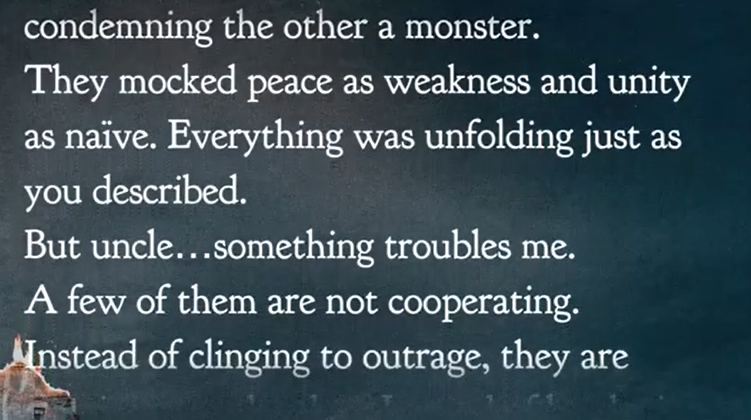 condemning the other a monster.
They mocked peace as weakness and unity
as naïve. Everything was unfolding just as
you described.
But uncle...something troubles me.
A few of them are not cooperating.
Instead of clinging to outrage, they are